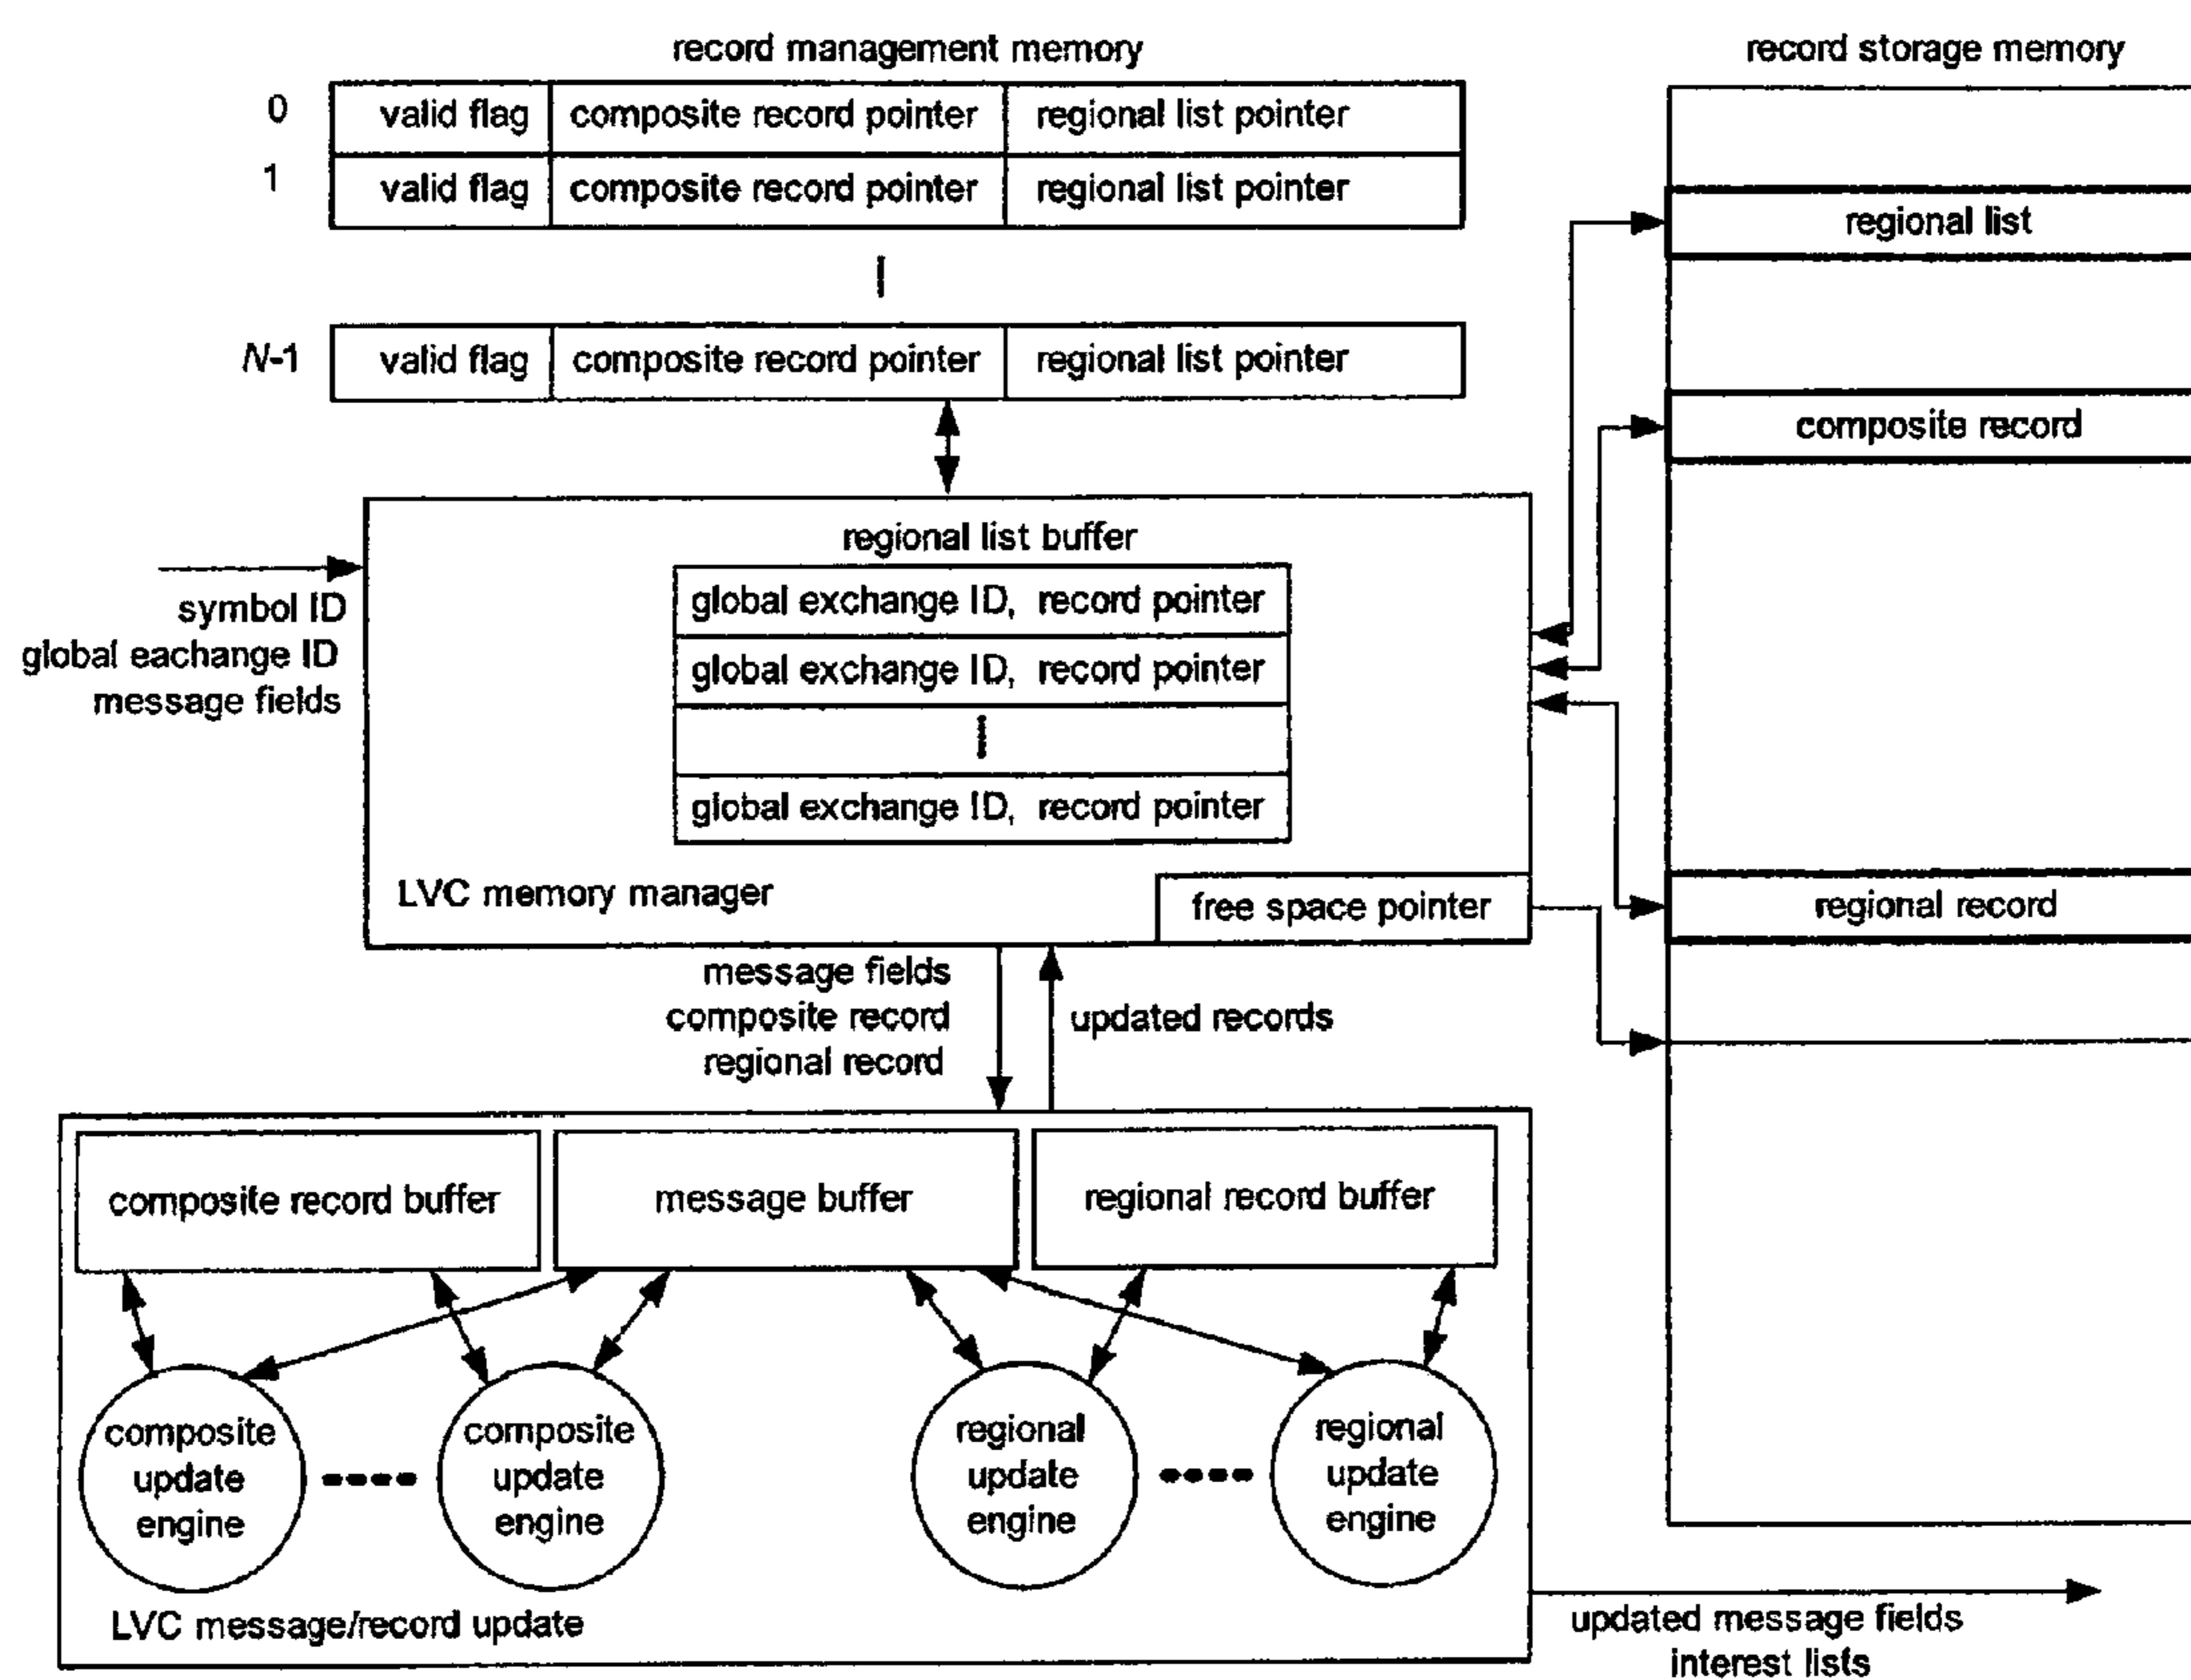 record management memory
record storage memory
0 valid flag composite record pointer regional list pointer
1 valid flag composite record pointer regional list pointer
N-1 valid flag composite record pointer regional list pointer
regional list
composite record
regional record
symbol ID
global eachange ID
message fields
regional list buffer
global exchange ID, record pointer
global exchange ID, record pointer
global exchange ID, record pointer
LVC memory manager
free space pointer
message fields
composite record
regional record
updated records
composite record buffer
message buffer
regional record buffer
composite
update
engine
composite
update
engine
regional
update
engine
regional
update
engine
LVC message/record update
updated message fields
interest lists